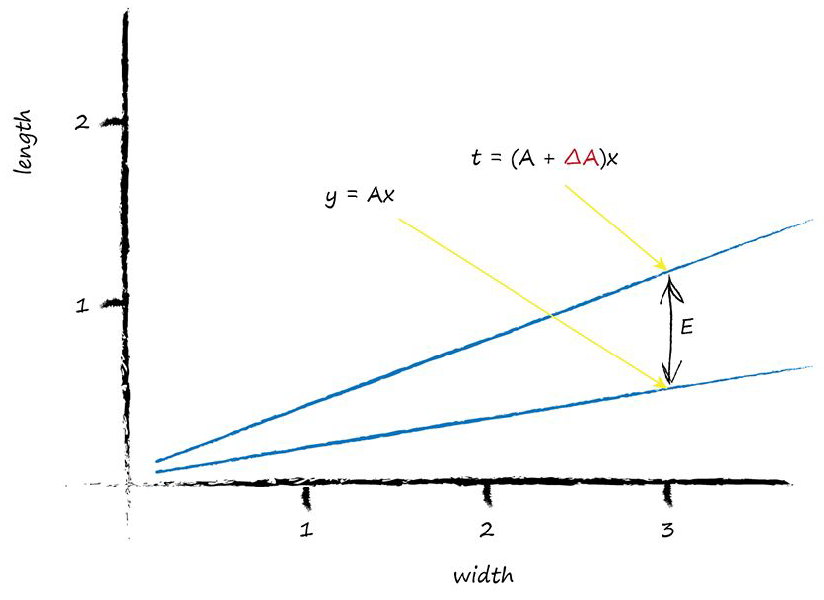 length
2
t = (A + ΔA)x
y = Ax
1
E
1
2
3
width